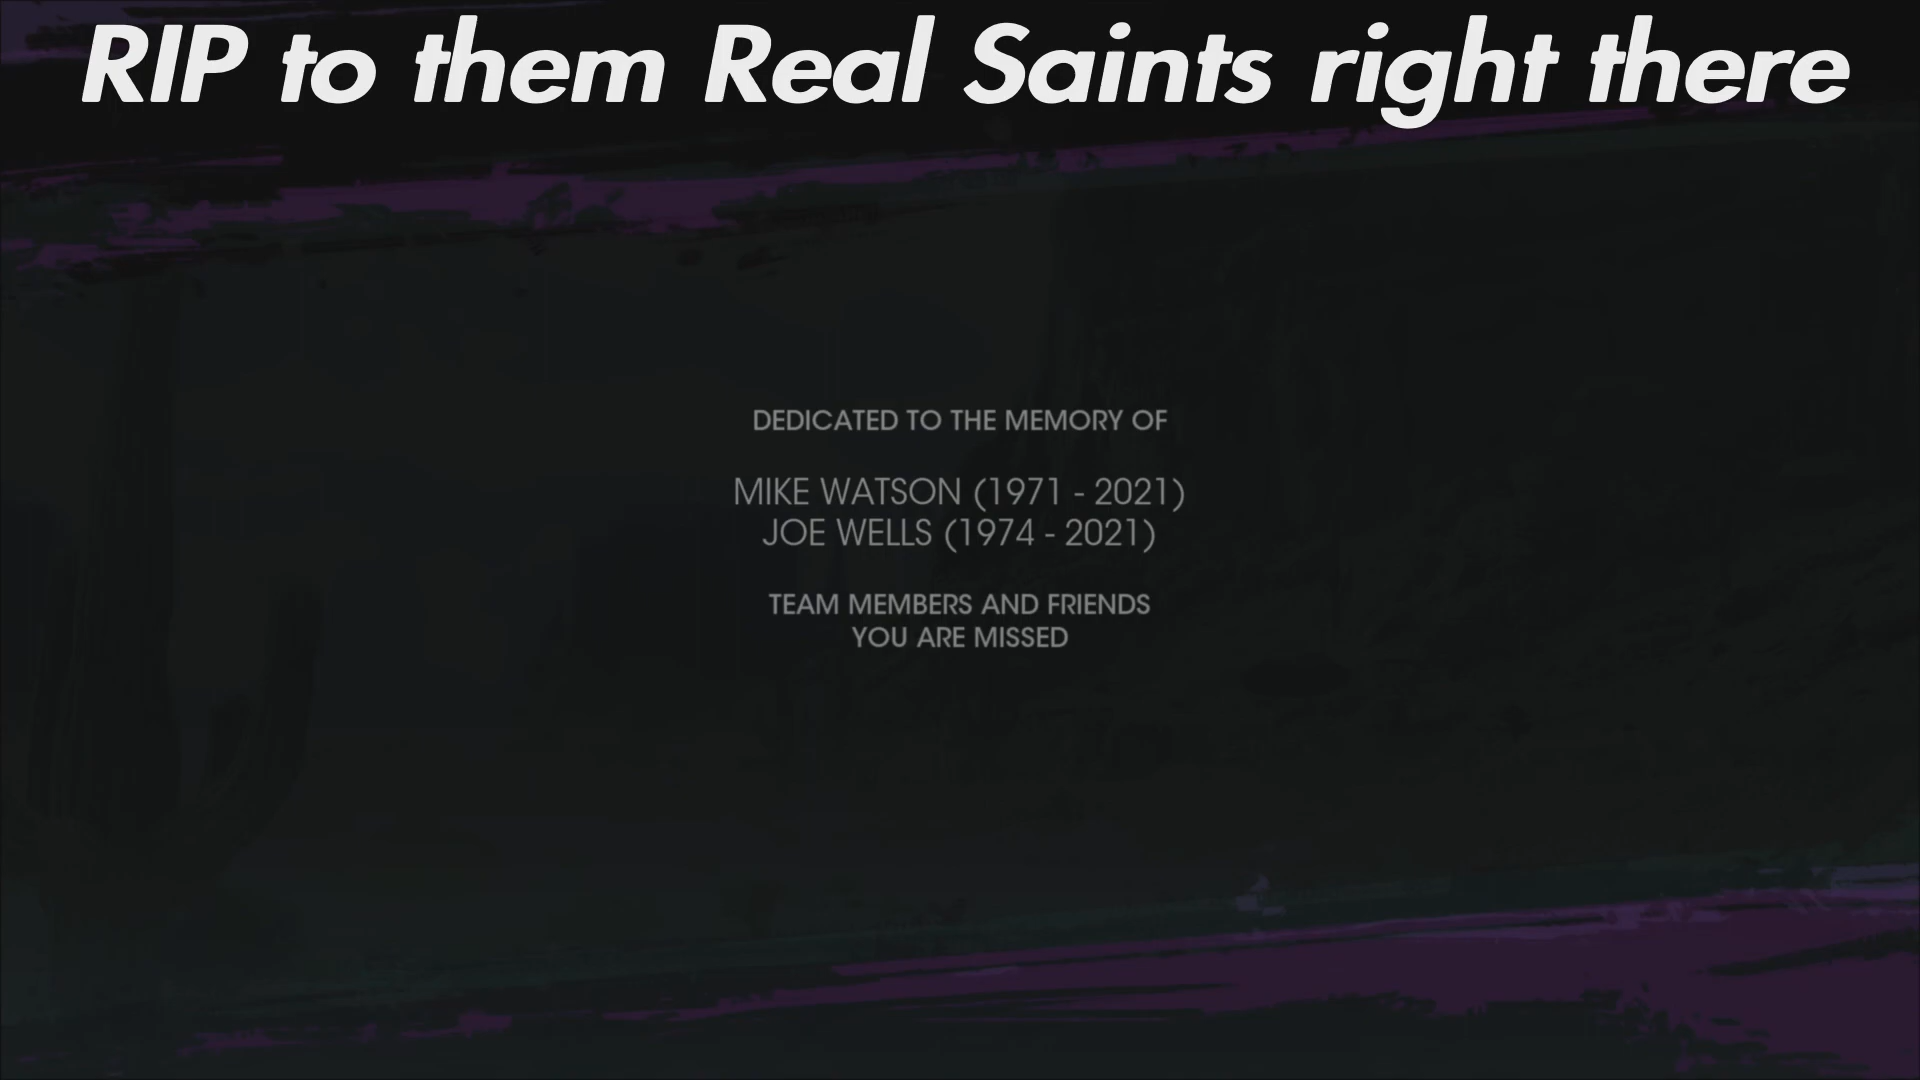 RIP to them Real Saints right there
DEDICATED TO THE MEMORY OF
MIKE WATSON (1971 - 2021)
JOE WELLS (1974 - 2021)
TEAM MEMBERS AND FRIENDS
YOU ARE MISSED